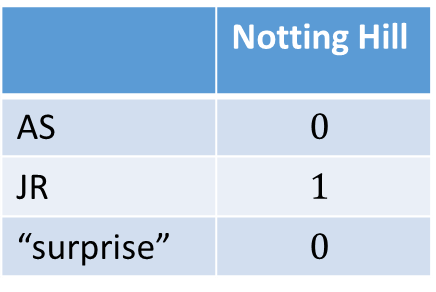 Notting Hill
AS 0
JR 1
“surprise” 0